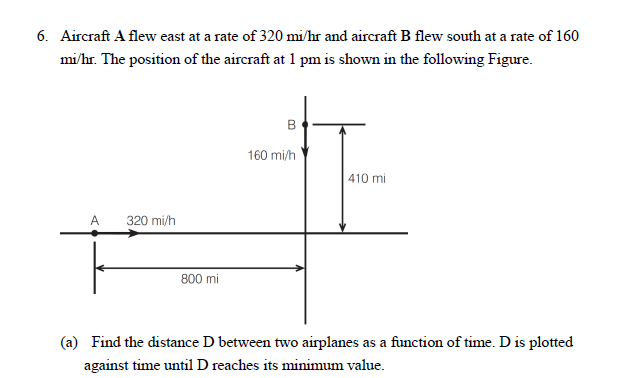 6. Aircraft A flew east at a rate of 320 mi/hr and aircraft B flew south at a rate of 160
mi/hr. The position of the aircraft at 1 pm is shown in the following Figure.
B
160 mi/h
410 mi
A 320 mi/h
800 mi
(a) Find the distance D between two airplanes as a function of time. D is plotted
against time until D reaches its minimum value.